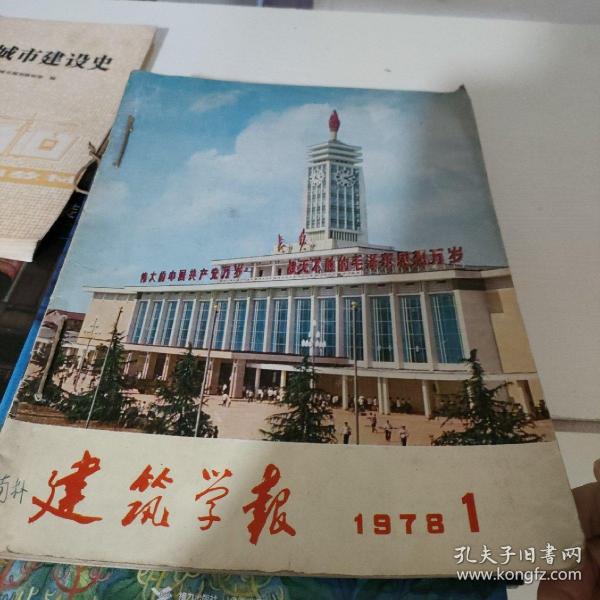 城市建设史
长沙
伟大的中国共产党万岁
战无不胜的毛泽东思想万岁
建筑学报
1978 1
孔夫子旧书网
www.kongfz.com